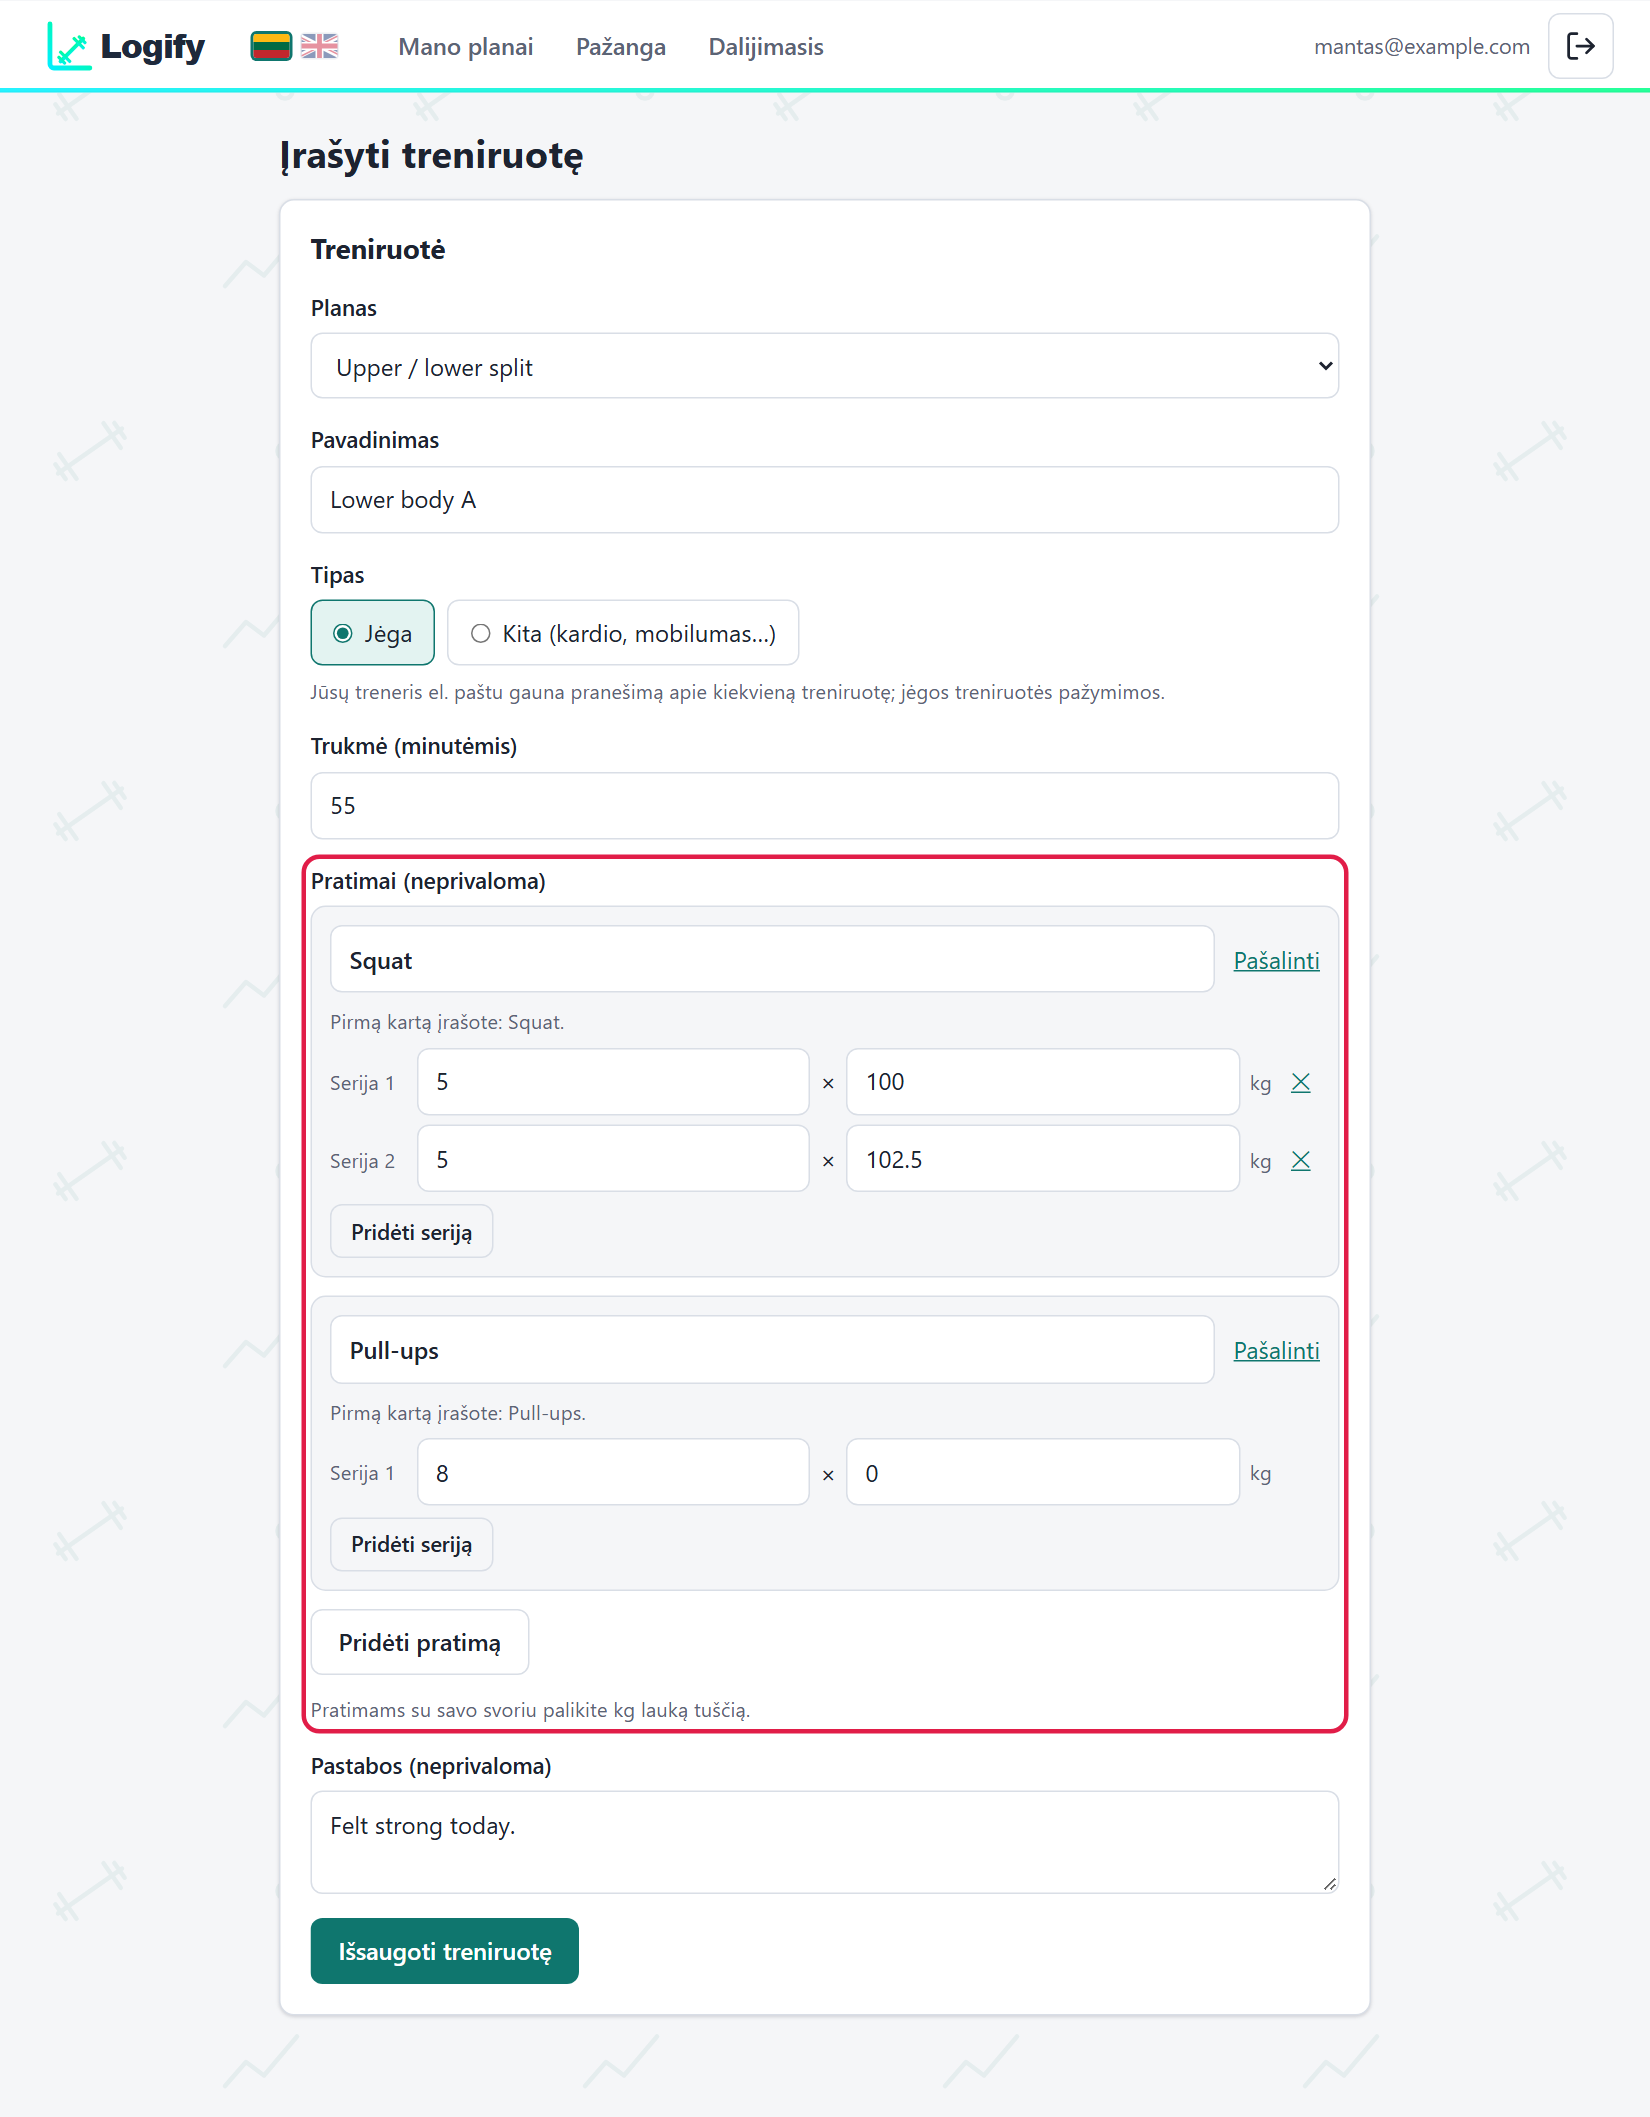 Logify
Mano planai
Pažanga
Dalijimasis
mantas@example.com
Įrašyti treniruotę
Treniruotė
Planas
Upper / lower split
Pavadinimas
Lower body A
Tipas
Jėga
Kita (kardio, mobilumas...)
Jūsų treneris el. paštu gauna pranešimą apie kiekvieną treniruotę; jėgos treniruotės pažymimos.
Trukmė (minutėmis)
55
Pratimai (neprivaloma)
Squat Pašalinti
Pirmą kartą įrašote: Squat.
Serija 1 5 × 100 kg ×
Serija 2 5 × 102.5 kg ×
Pridėti seriją
Pull-ups Pašalinti
Pirmą kartą įrašote: Pull-ups.
Serija 1 8 × 0 kg
Pridėti seriją
Pridėti pratimą
Pratimams su savo svoriu palikite kg lauką tuščią.
Pastabos (neprivaloma)
Felt strong today.
Išsaugoti treniruotę